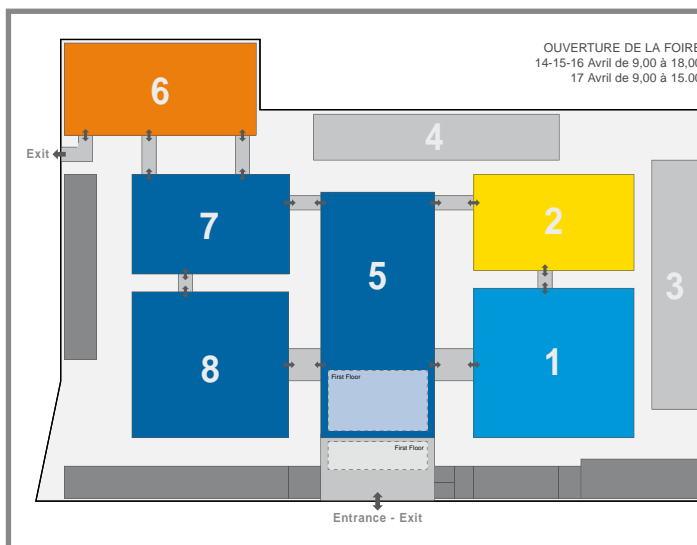 OUVERTURE DE LA FOIRE
14-15-16 Avril de 9,00 à 18,00
17 Avril de 9,00 à 15.00
6
4
Exit
7
2
5
3
8
1
First Floor
First Floor
Entrance - Exit